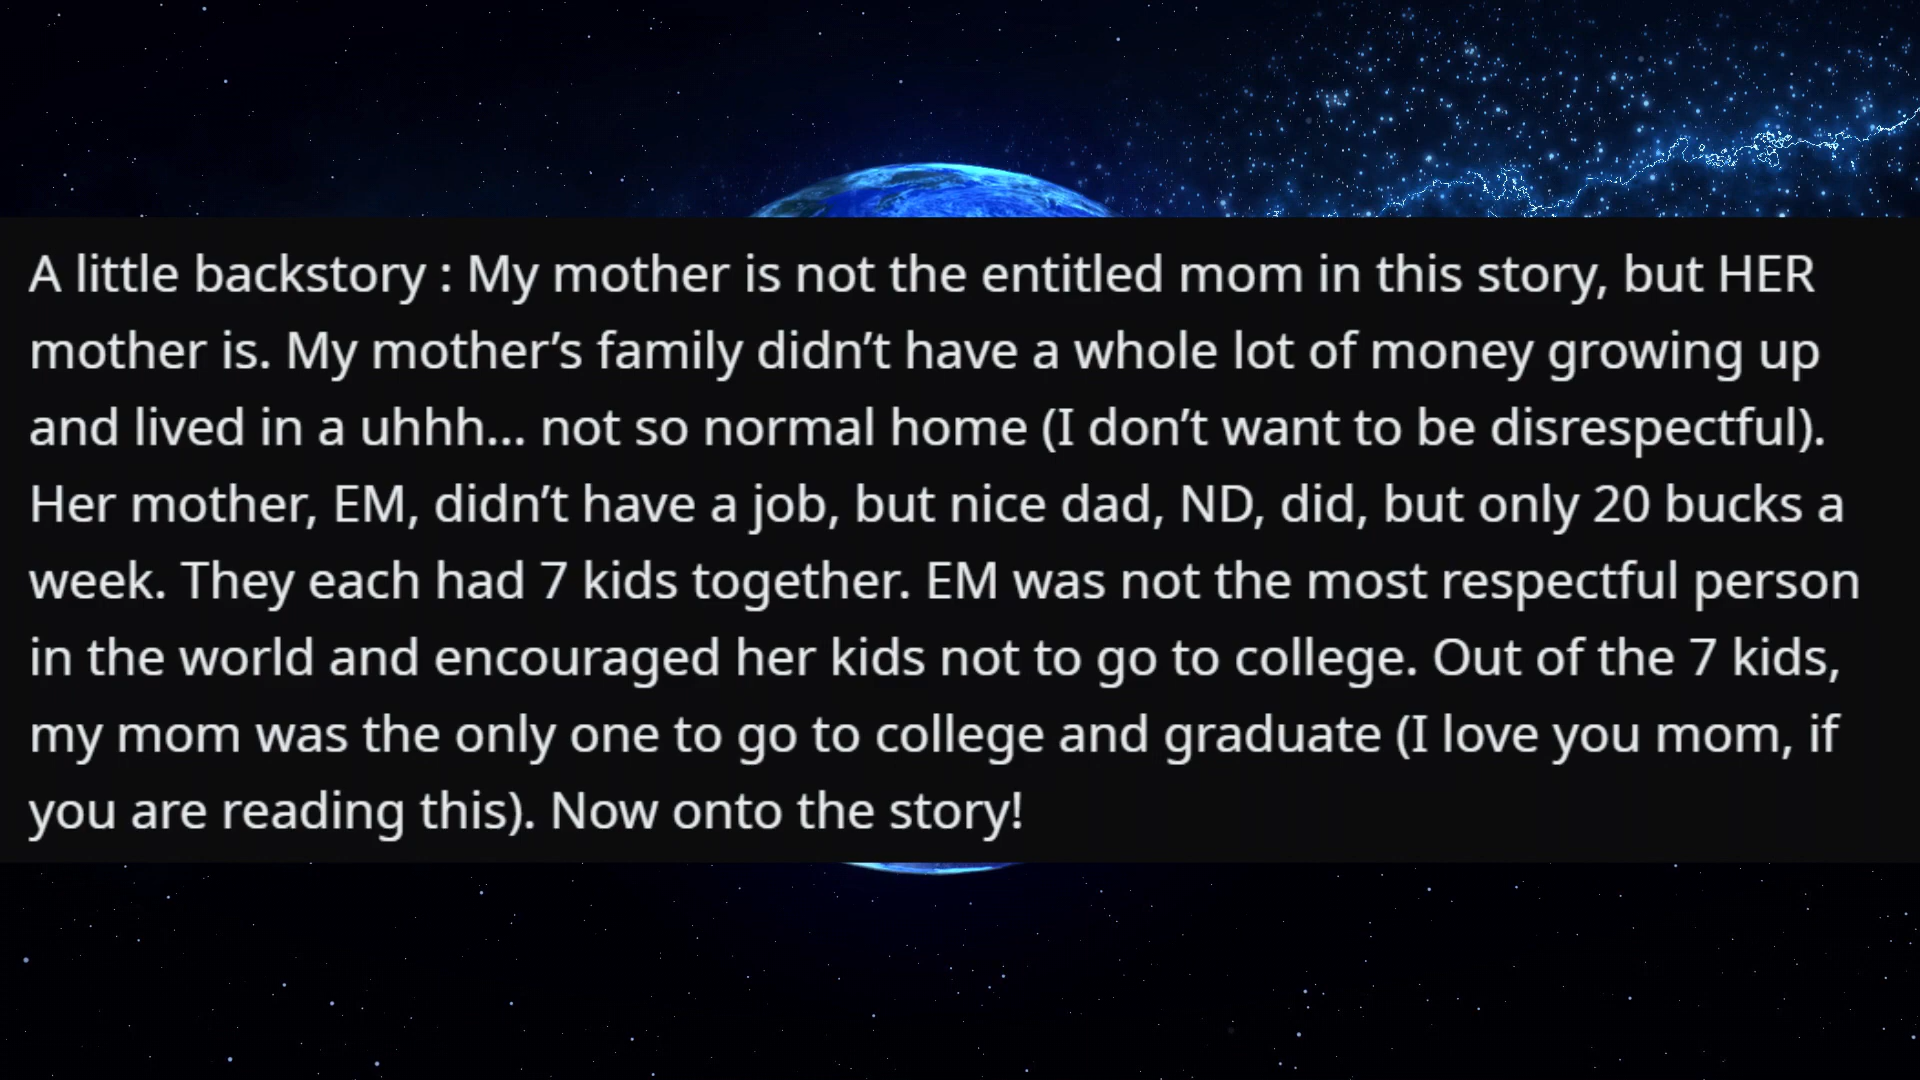 A little backstory : My mother is not the entitled mom in this story, but HER
mother is. My mother’s family didn’t have a whole lot of money growing up
and lived in a uhhh... not so normal home (I don’t want to be disrespectful).
Her mother, EM, didn’t have a job, but nice dad, ND, did, but only 20 bucks a
week. They each had 7 kids together. EM was not the most respectful person
in the world and encouraged her kids not to go to college. Out of the 7 kids,
my mom was the only one to go to college and graduate (I love you mom, if
you are reading this). Now onto the story!